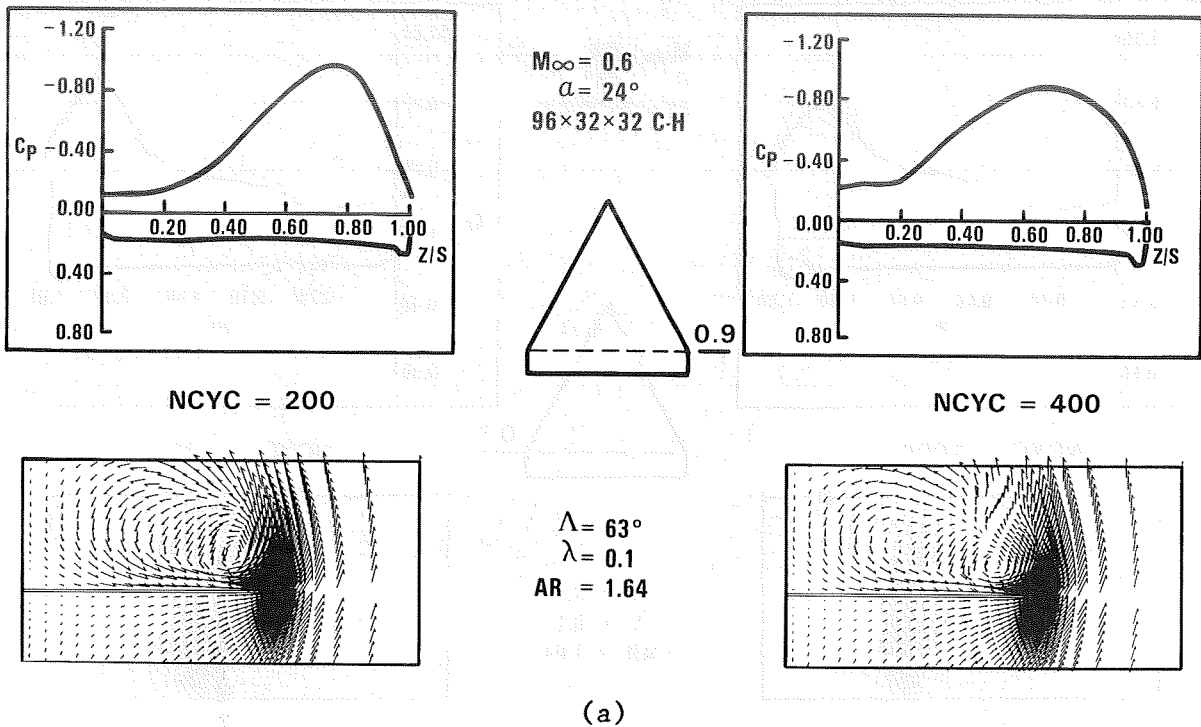 -1.20
-0.80
CP -0.40
0.00
0.20 0.40 0.60 0.80 1.00
Z/S
0.40
0.80
NCYC = 200
M∞ = 0.6
α = 24°
96×32×32 C-H
0.9
Λ = 63°
λ = 0.1
AR = 1.64
-1.20
-0.80
CP -0.40
0.00
0.20 0.40 0.60 0.80 1.00
Z/S
0.40
0.80
NCYC = 400
(a)